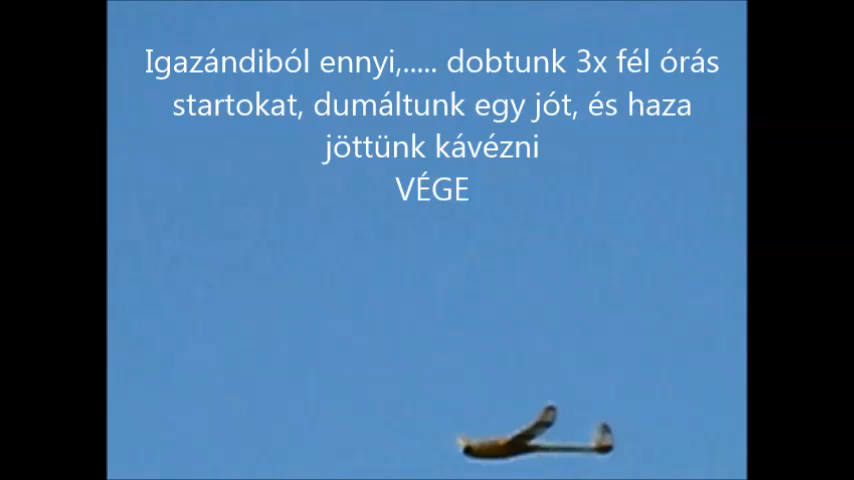 Igazándiból ennyi,..... dobtunk 3x fél órás
startokat, dumáltunk egy jót, és haza
jöttünk kávézni
VÉGE